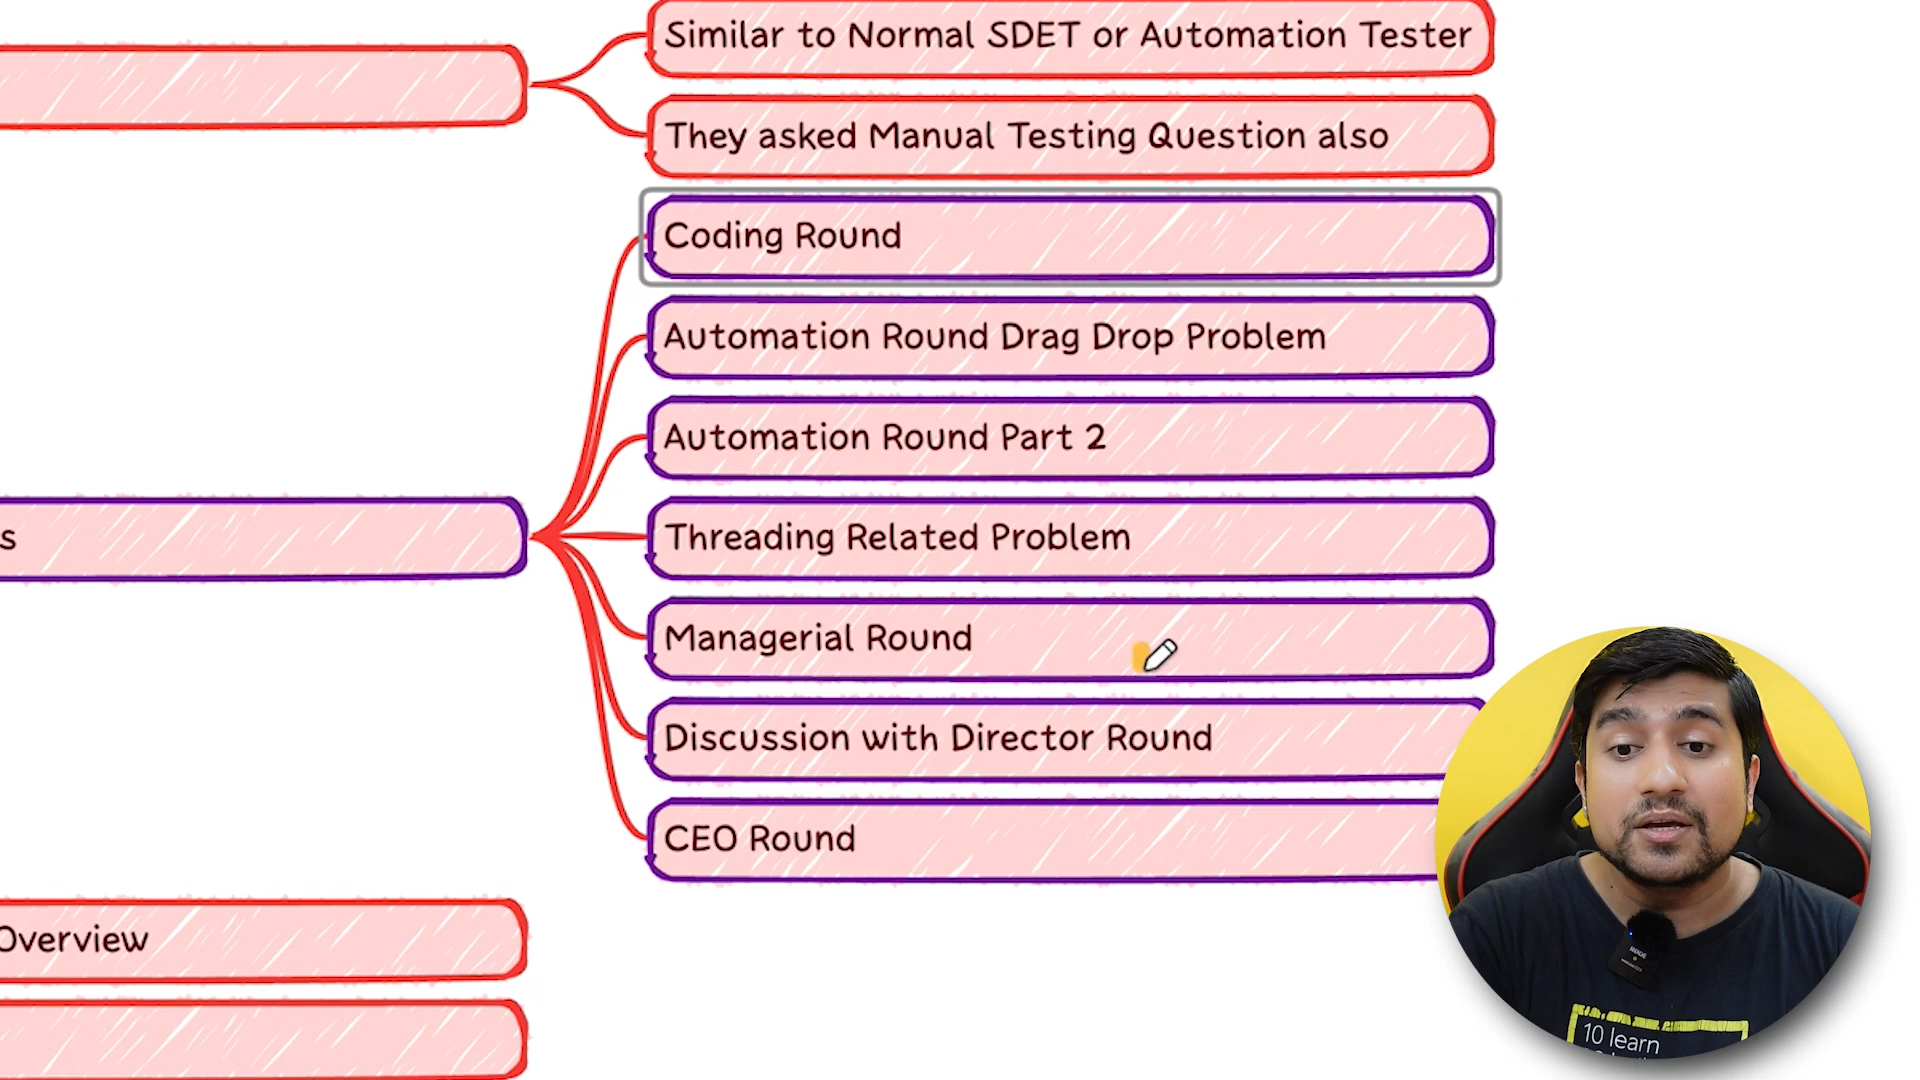 Similar to Normal SDET or Automation Tester
They asked Manual Testing Question also
Coding Round
Automation Round Drag Drop Problem
Automation Round Part 2
Threading Related Problem
s
Managerial Round
Discussion with Director Round
CEO Round
Overview
RODE
10 learn